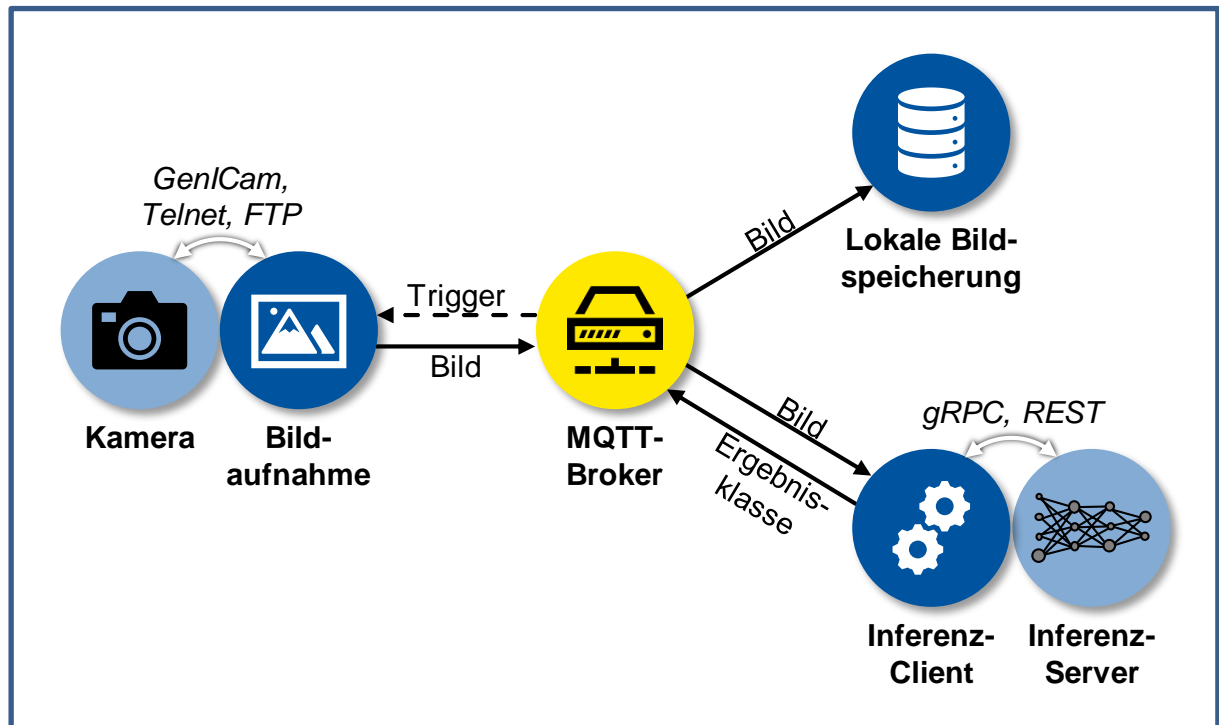 GenICam,
Telnet, FTP
Kamera
Bild-
aufnahme
Trigger
Bild
MQTT-
Broker
Bild
Lokale Bild-
speicherung
Bild
Ergebnis-
klasse
gRPC, REST
Inferenz-
Client
Inferenz-
Server